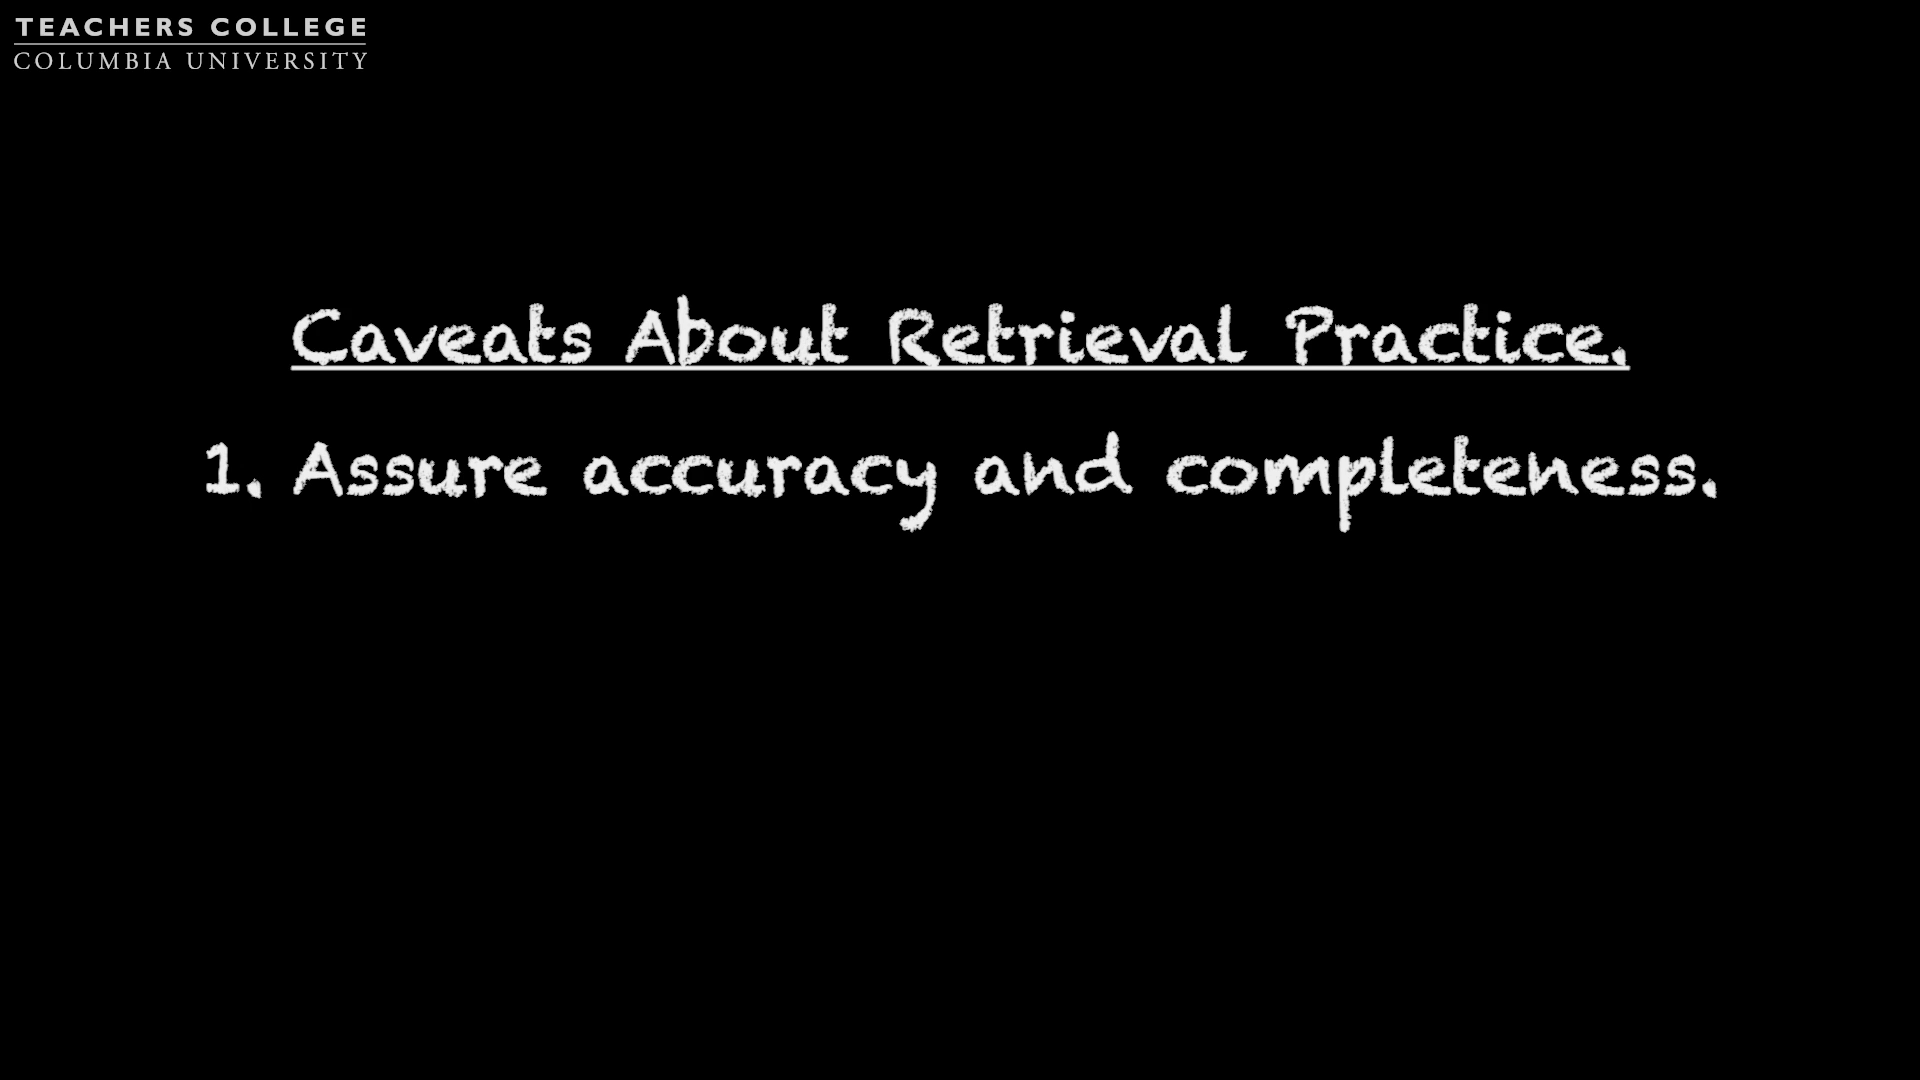 TEACHERS COLLEGE
COLUMBIA UNIVERSITY
Caveats About Retrieval Practice.
1. Assure accuracy and completeness.